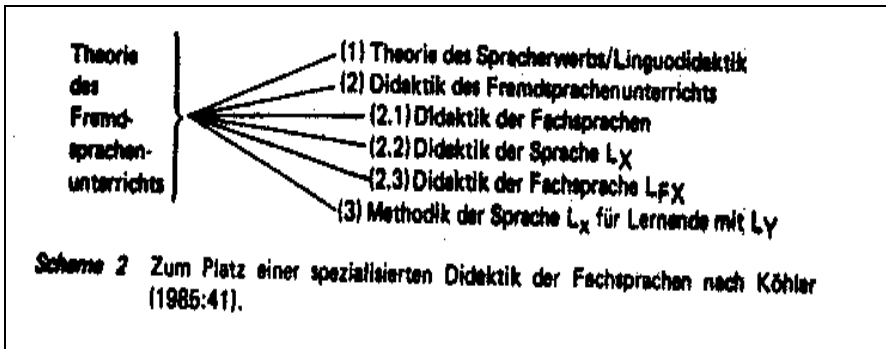 Theorie
des
Fremd-
sprachen-
unterrichts
(1) Theorie des Spracherwerbs/Linguodidaktik
(2) Didaktik des Fremdsprachenunterrichts
(2.1) Didaktik der Fachsprachen
(2.2) Didaktik der Sprache LX
(2.3) Didaktik der Fachsprache LFX
(3) Methodik der Sprache Lx für Lernende mit LY
Schema 2 Zum Platz einer spezialisierten Didaktik der Fachsprachen nach Köhler
(1985:41).